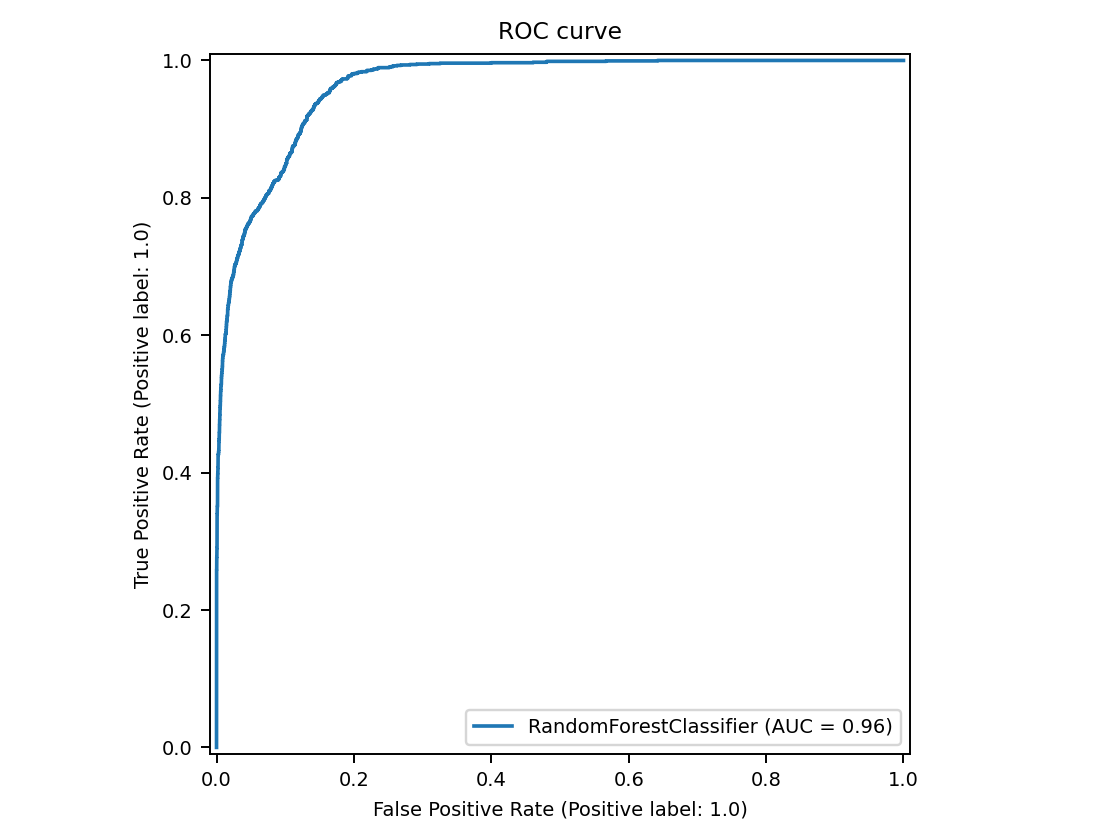 ROC curve
1.0
0.8
0.6
0.4
0.2
0.0
True Positive Rate (Positive label: 1.0)
RandomForestClassifier (AUC = 0.96)
0.0 0.2 0.4 0.6 0.8 1.0
False Positive Rate (Positive label: 1.0)